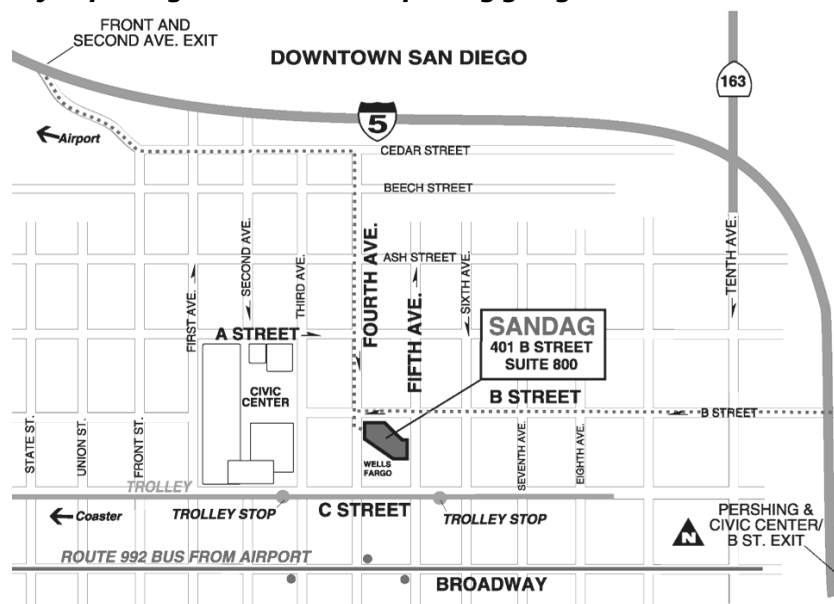 FRONT AND
SECOND AVE. EXIT
DOWNTOWN SAN DIEGO
163
5
Airport
CEDAR STREET
BEECH STREET
ASH STREET
FIRST AVE.
SECOND AVE.
THIRD AVE.
FOURTH AVE.
FIFTH AVE.
SIXTH AVE.
TENTH AVE.
A STREET
SANDAG
401 B STREET
SUITE 800
CIVIC
CENTER
B STREET
B STREET
STATE ST.
UNION ST.
FRONT ST.
SEVENTH AVE.
EIGHTH AVE.
WELLS
FARGO
TROLLEY
Coaster
TROLLEY STOP
C STREET
TROLLEY STOP
PERSHING &
CIVIC CENTER/
B ST. EXIT
N
ROUTE 992 BUS FROM AIRPORT
BROADWAY